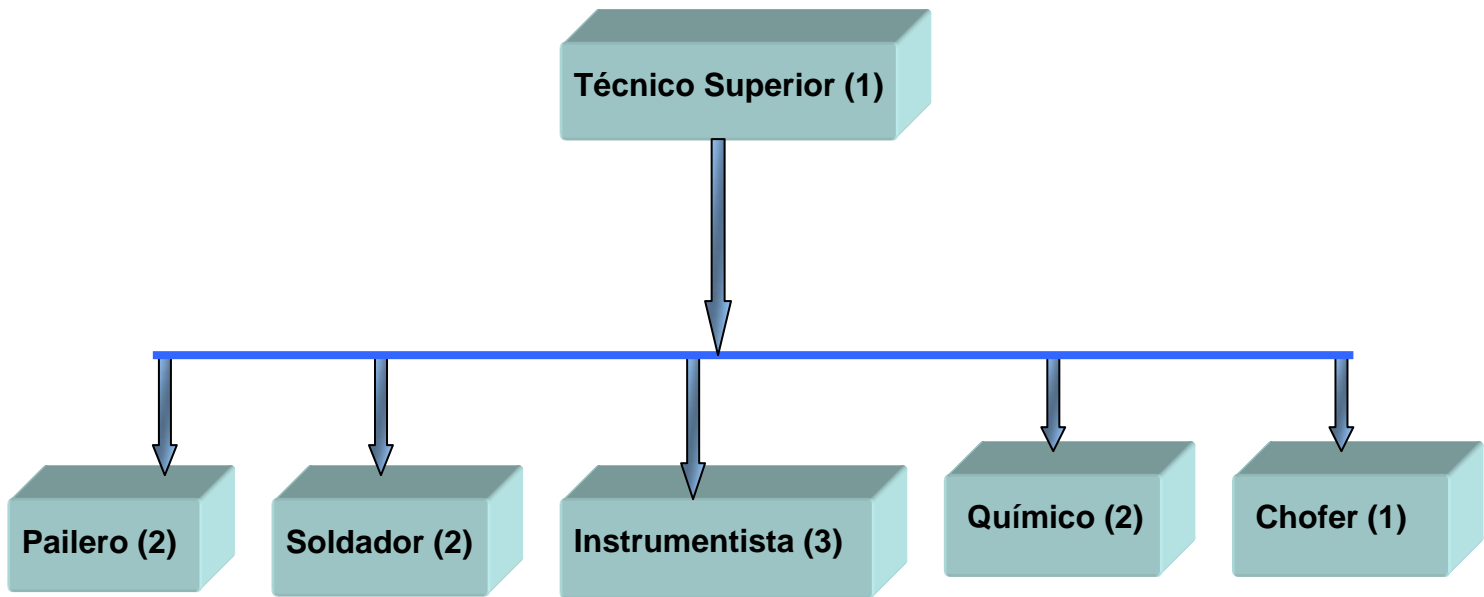 Técnico Superior (1)
Pailero (2)
Soldador (2)
Instrumentista (3)
Químico (2)
Chofer (1)